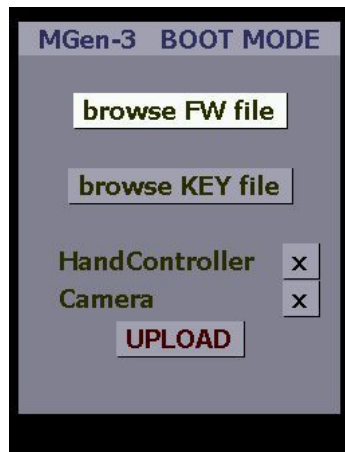 MGen-3 BOOT MODE
browse FW file
browse KEY file
HandController x
Camera x
UPLOAD